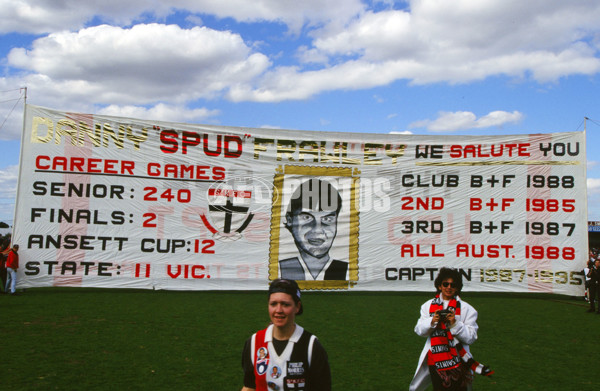 DANNY "SPUD" FRAWLEY WE SALUTE YOU
CAREER GAMES
SENIOR: 240
FINALS: 2
ANSETT CUP: 12
STATE: 11 VIC.
CLUB B+F 1988
2ND B+F 1985
3RD B+F 1987
ALL AUST. 1988
CAPTAIN 1987-1995